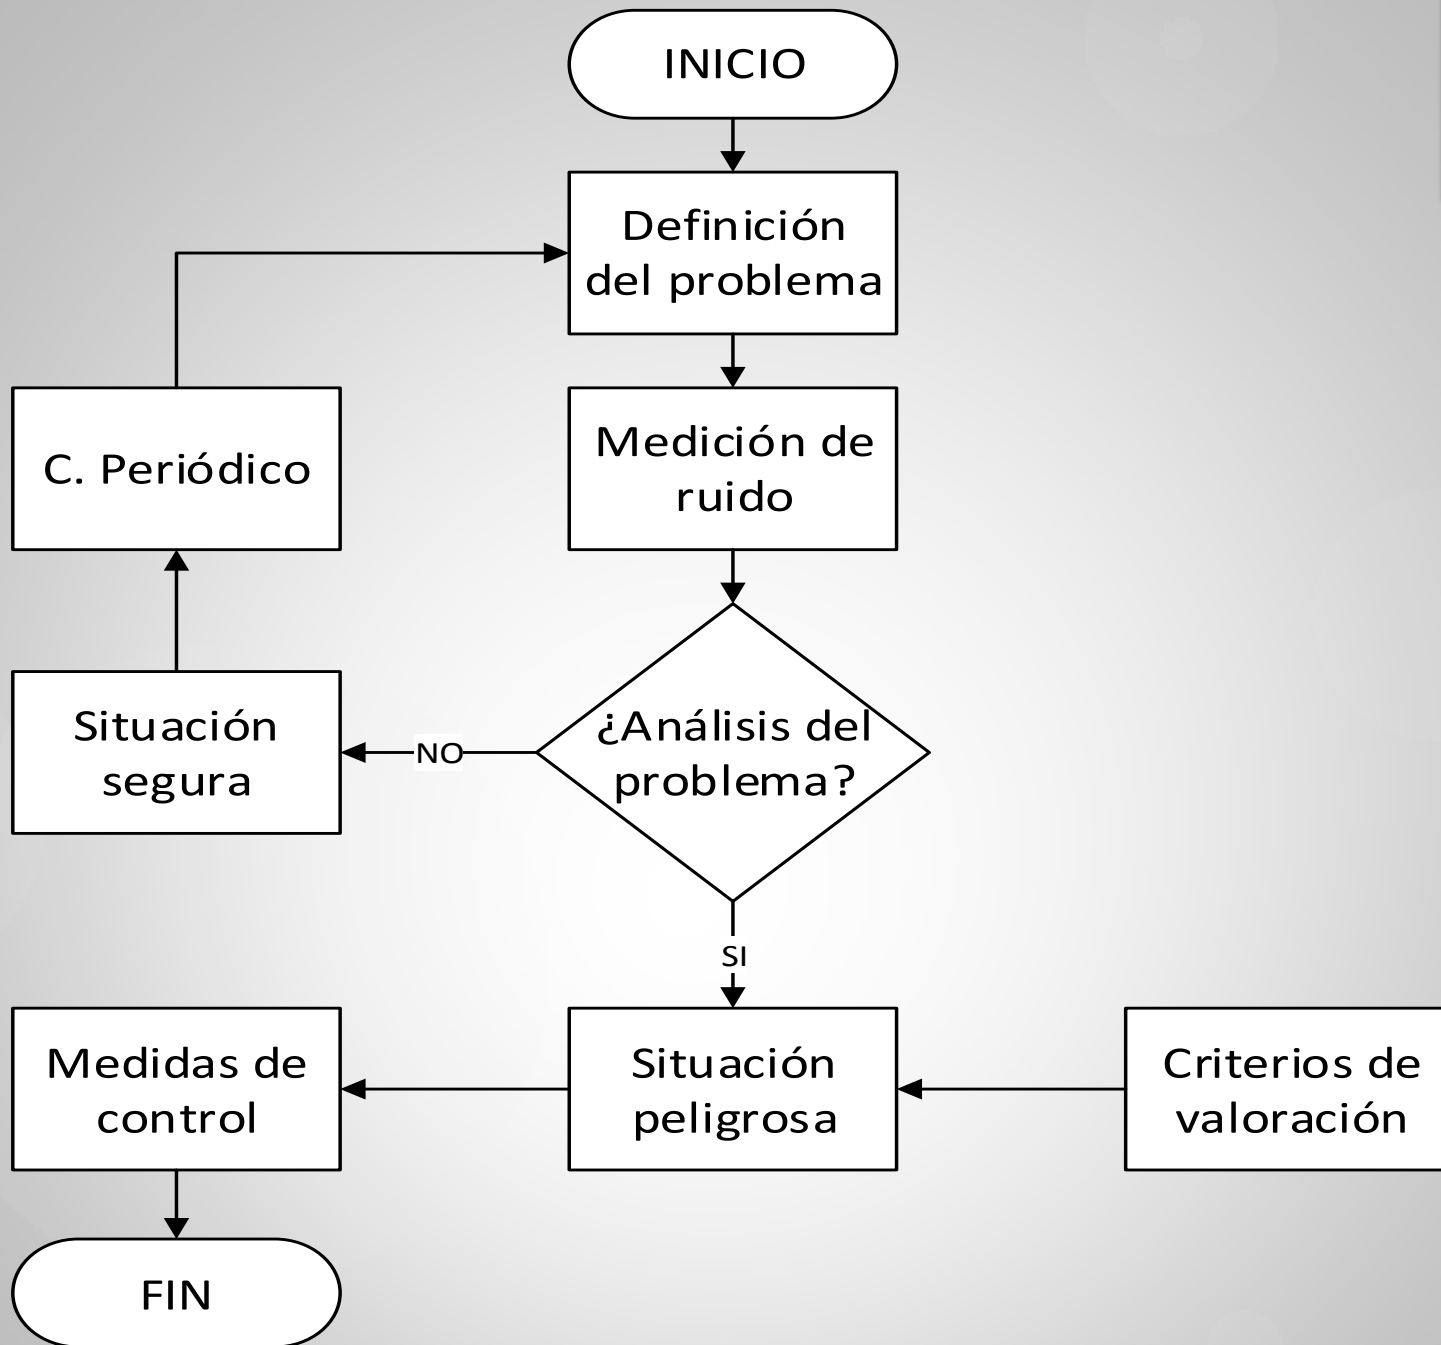 INICIO
Definición
del problema
Medición de
ruido
C. Periódico
¿Análisis del
problema?
NO
Situación
segura
SI
Medidas de
control
Situación
peligrosa
Criterios de
valoración
FIN